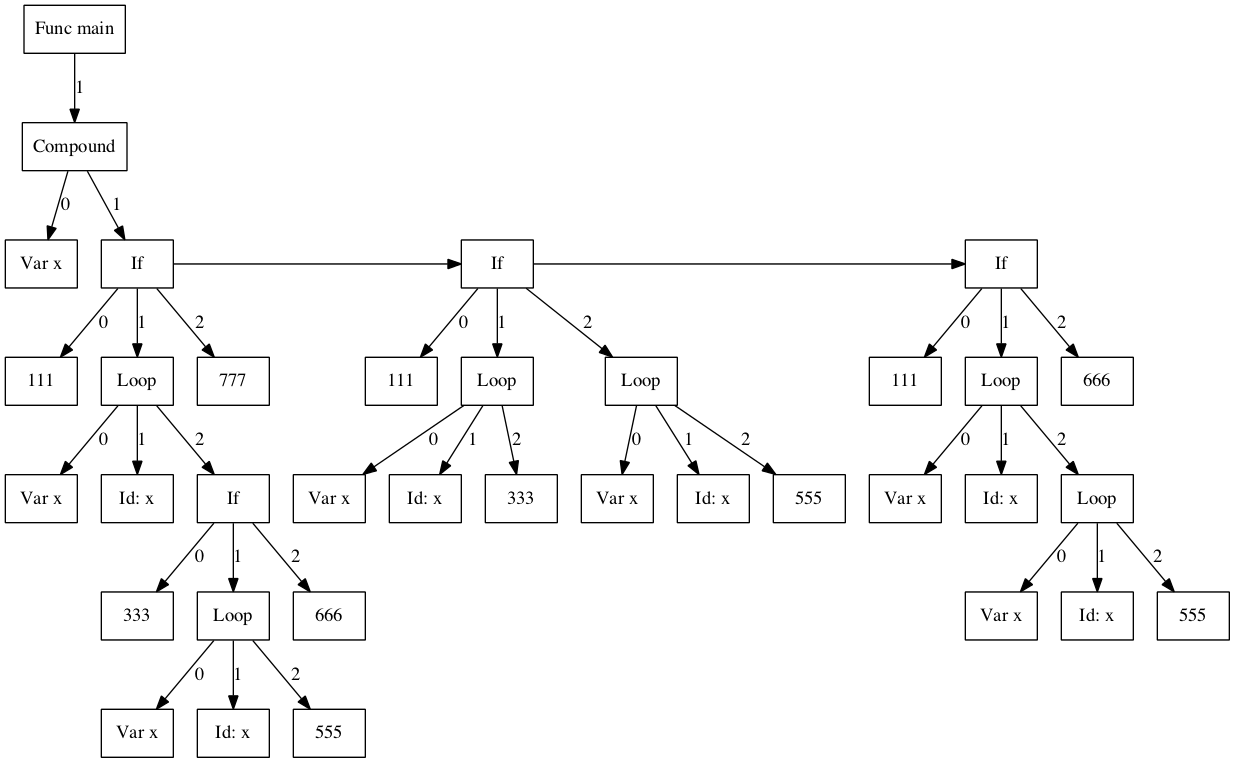 Func main
1
Compound
0 1
Var x If If If
0 1 2 0 1 2 0 1 2
111 Loop 777 111 Loop Loop 111 Loop 666
0 1 2 0 1 2 0 1 2 0 1 2
Var x Id: x If Var x Id: x 333 Var x Id: x 555 Var x Id: x Loop
0 1 2 0 1 2
333 Loop 666 Var x Id: x 555
0 1 2
Var x Id: x 555